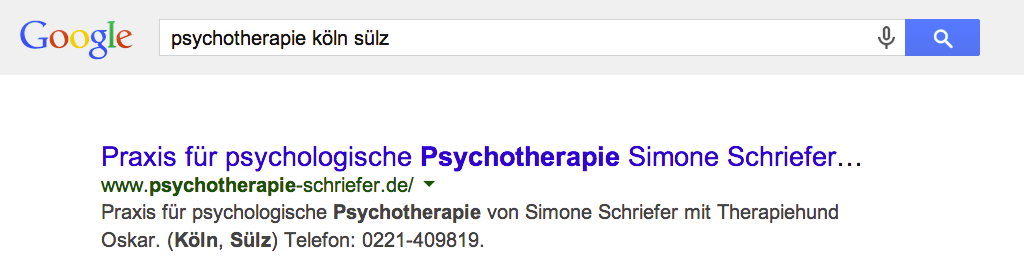 Google
psychotherapie köln sülz
Praxis für psychologische Psychotherapie Simone Schriefer...
www.psychotherapie-schriefer.de/
Praxis für psychologische Psychotherapie von Simone Schriefer mit Therapiehund
Oskar. (Köln, Sülz) Telefon: 0221-409819.